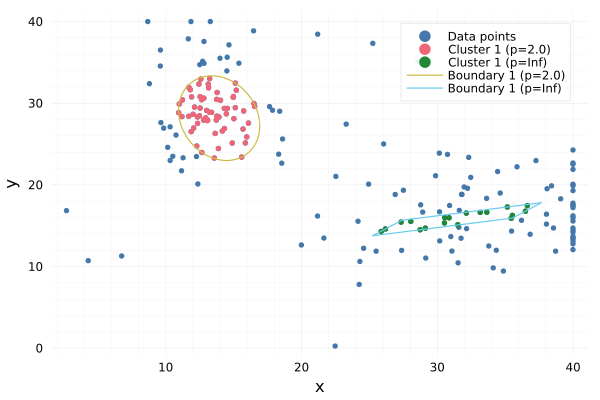 40
30
20
10
0
y
10
20
30
40
x
Data points
Cluster 1 (p=2.0)
Cluster 1 (p=Inf)
Boundary 1 (p=2.0)
Boundary 1 (p=Inf)